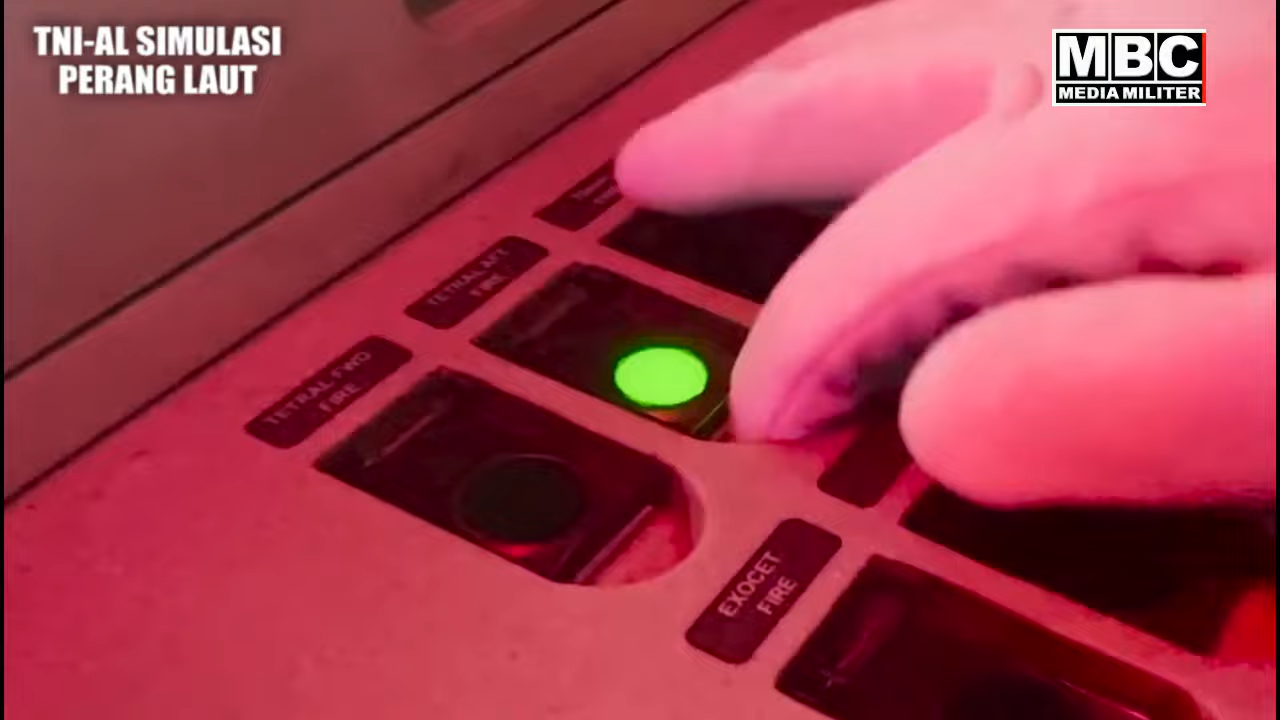 TNI-AL SIMULASI
PERANG LAUT
MBC
MEDIA MILITER
TETRAL AFT
FIRE
TETRAL FWD
FIRE
EXOCET
FIRE